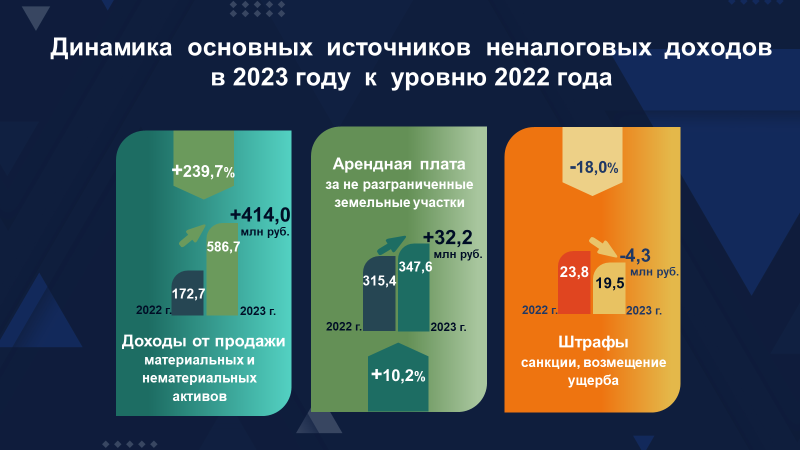 Динамика основных источников неналоговых доходов
в 2023 году к уровню 2022 года
+239,7%
+414,0
млн руб.
586,7
172,7
2022 г.
2023 г.
Доходы от продажи
материальных и
нематериальных
активов
Арендная плата
за не разграниченные
земельные участки
+32,2
млн руб.
347,6
315,4
2022 г.
2023 г.
+10,2%
-18,0%
-4,3
млн руб.
23,8
19,5
2022 г.
2023 г.
Штрафы
санкции, возмещение
ущерба